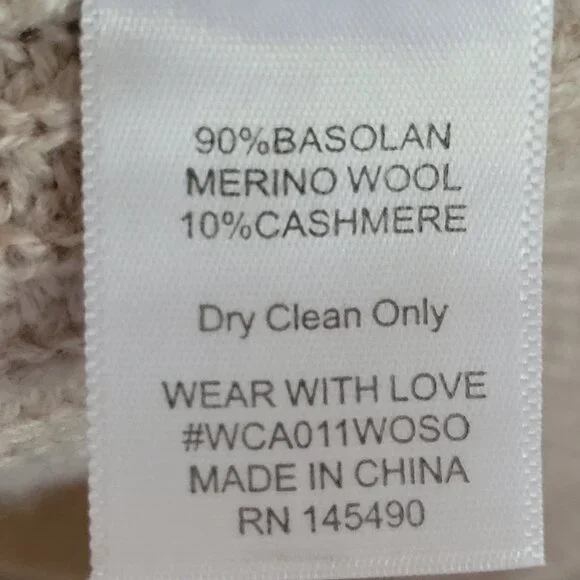 90%BASOLAN
MERINO WOOL
10%CASHMERE
Dry Clean Only
WEAR WITH LOVE
#WCA011WOSO
MADE IN CHINA
RN 145490